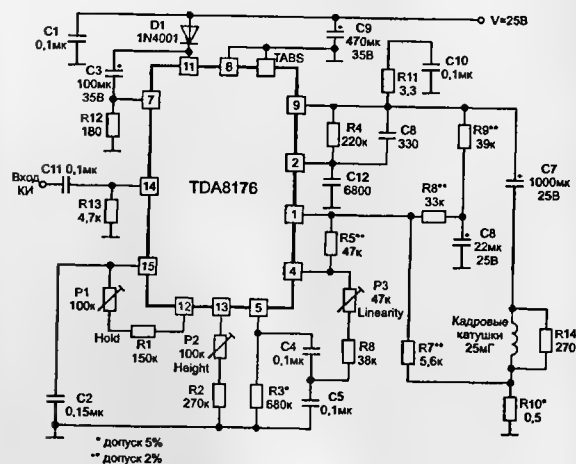 C1
0,1мк
D1
1N4001
C9
470мк
35В
V=25В
TABS
11
8
C3
100мк
35В
7
R12
180
R11
3,3
C10
0,1мк
9
R4
220к
C8
330
R9**
39к
C7
1000мк
25В
2
C12
6800
TDA8176
C11 0,1мк
Вход
КИ
14
R13
4,7к
1
R8**
33к
R5**
47к
C8
22мк
25В
4
P3
47к
Linearity
15
P1
100к
Hold
R1
150к
12
13
5
P2
100к
Height
C4
0,1мк
R8
38к
R7**
5,6к
Кадровые
катушки
25мГ
R14
270
C2
0,15мк
R2
270к
R3*
680к
C5
0,1мк
R10*
0,5
* допуск 5%
** допуск 2%